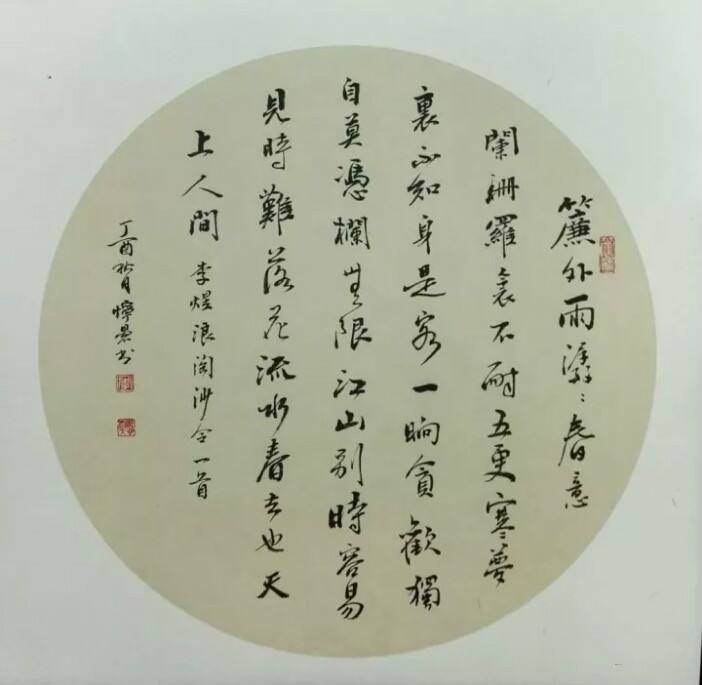 簾外雨潺〻春意
闌珊羅衾不耐五更寒夢
裏不知身是客一晌貪歡獨
自莫憑欄無限江山別時容易
見時難落花流水春去也天
上人間 李煜浪淘沙令一首
丁酉秋月 書